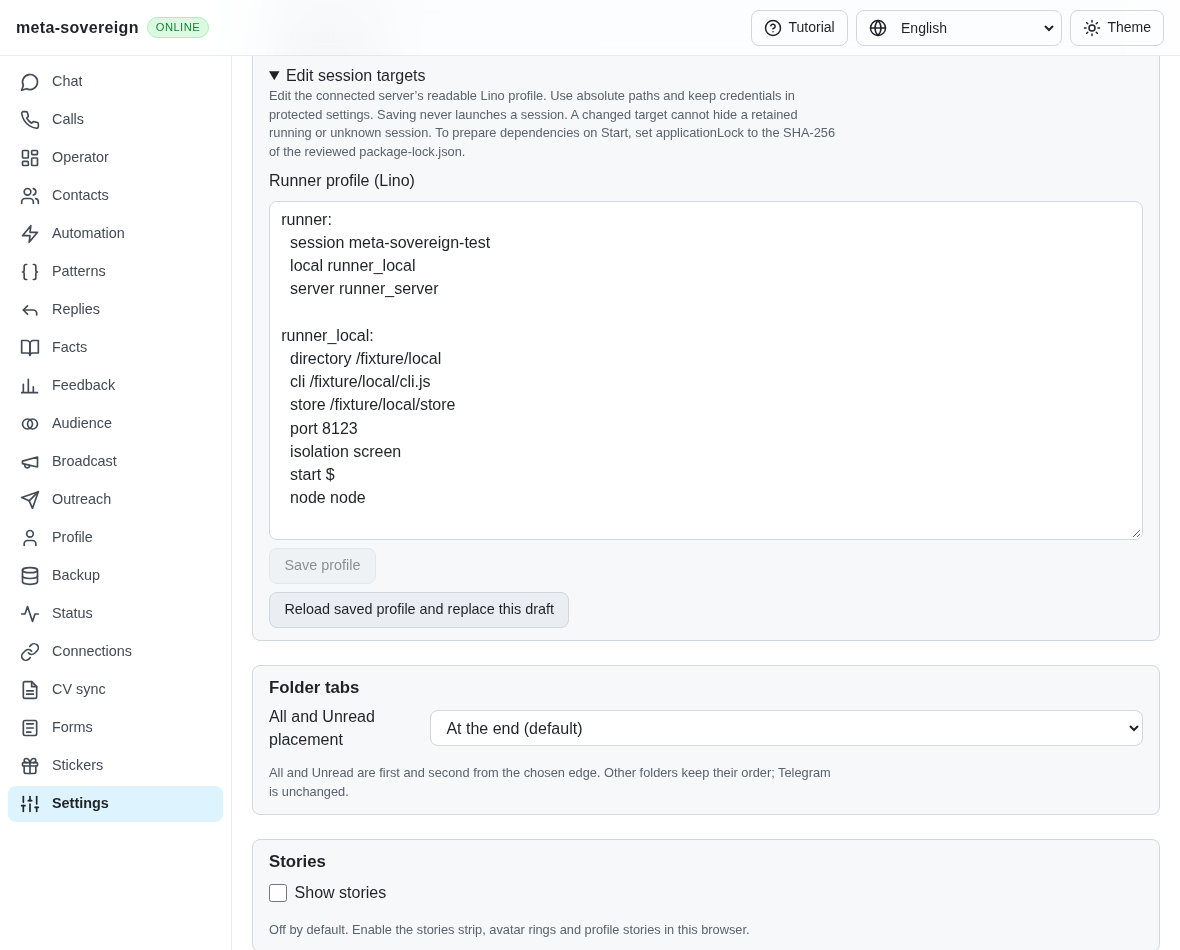 meta-sovereign ONLINE
Tutorial
English
Theme
Chat
Calls
Operator
Contacts
Automation
Patterns
Replies
Facts
Feedback
Audience
Broadcast
Outreach
Profile
Backup
Status
Connections
CV sync
Forms
Stickers
Settings
Edit session targets
Edit the connected server’s readable Lino profile. Use absolute paths and keep credentials in
protected settings. Saving never launches a session. A changed target cannot hide a retained
running or unknown session. To prepare dependencies on Start, set applicationLock to the SHA-256
of the reviewed package-lock.json.
Runner profile (Lino)
runner:
  session meta-sovereign-test
  local runner_local
  server runner_server

runner_local:
  directory /fixture/local
  cli /fixture/local/cli.js
  store /fixture/local/store
  port 8123
  isolation screen
  start $
  node node
Save profile
Reload saved profile and replace this draft
Folder tabs
All and Unread
placement
At the end (default)
All and Unread are first and second from the chosen edge. Other folders keep their order; Telegram
is unchanged.
Stories
Show stories
Off by default. Enable the stories strip, avatar rings and profile stories in this browser.